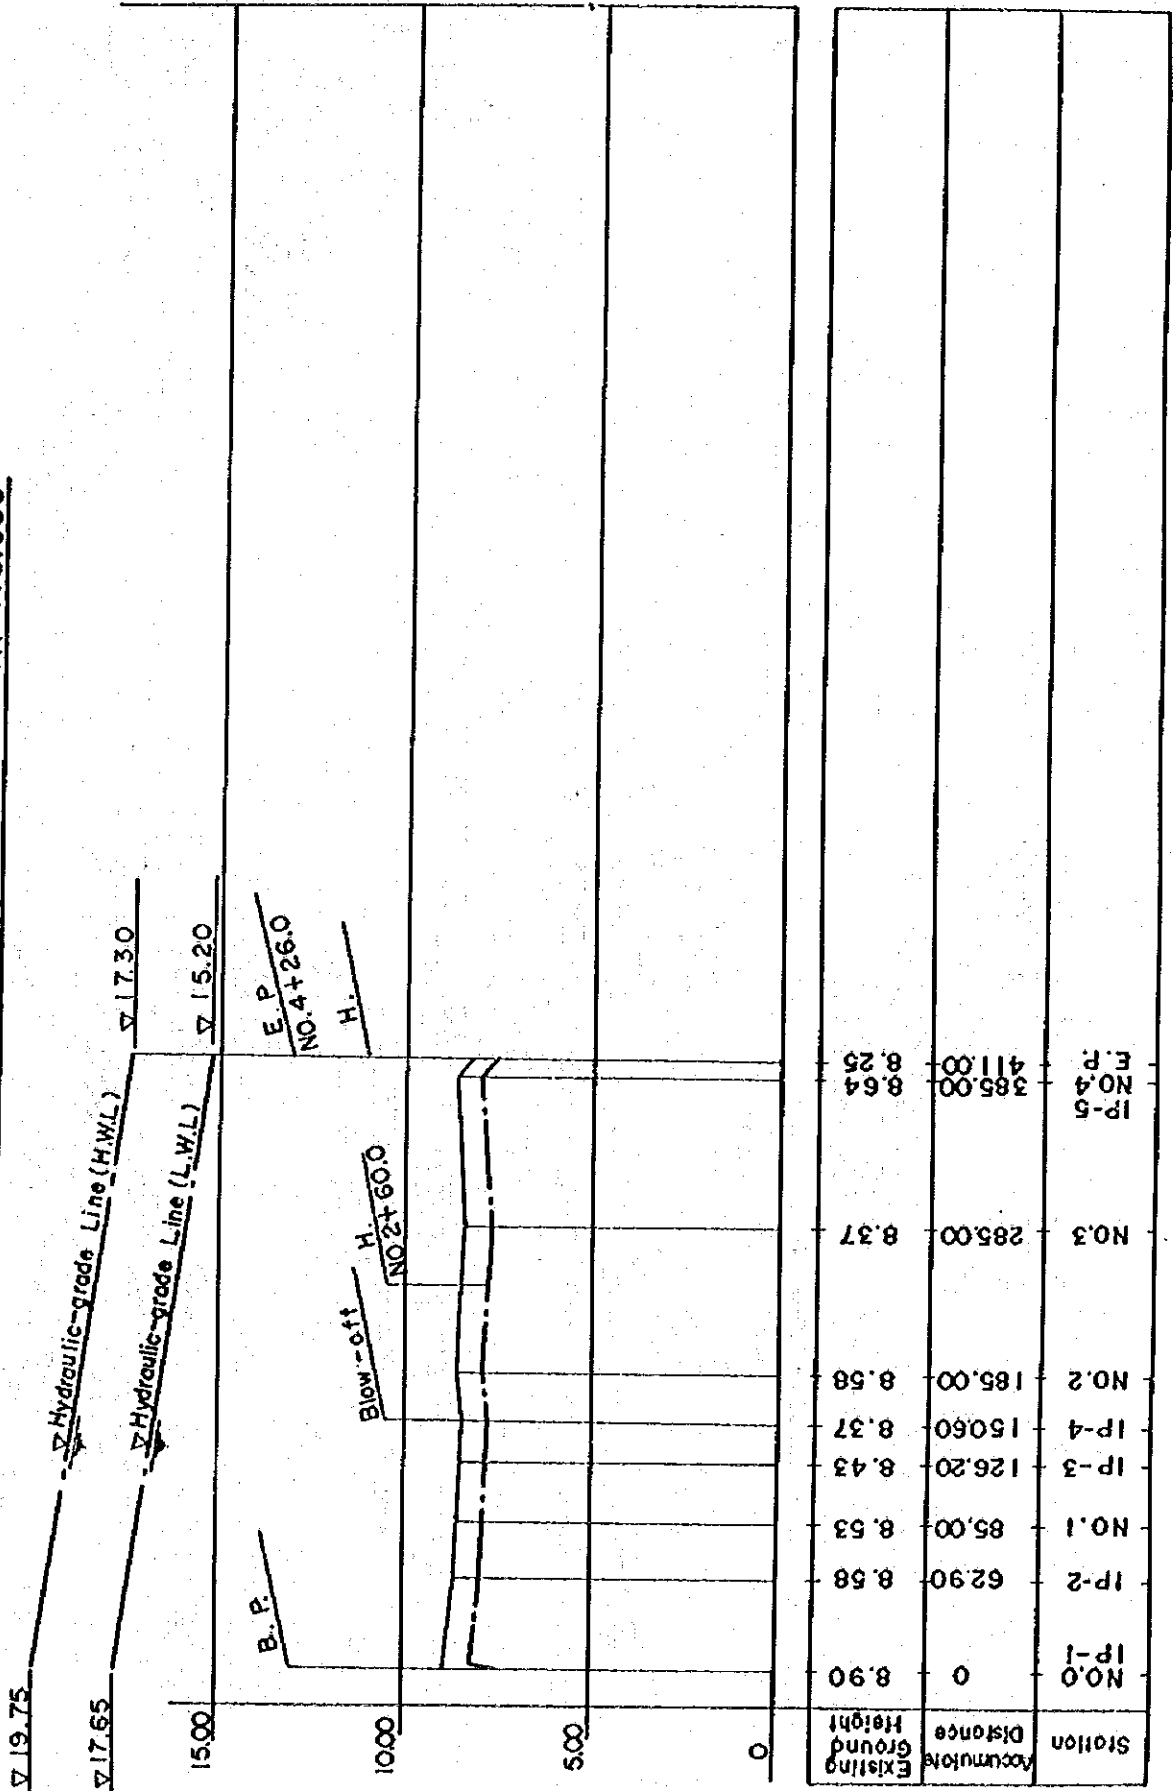 ▽ 19.75
▽ 17.65
▽ Hydraulic-grade Line (H.W.L)
▽ Hydraulic-grade Line (L.W.L)
▽ 17.30
▽ 15.20
15.00
10.00
5.00
0
B. P.
Blow-off
H.
NO.2+60.0
E. P.
NO.4+26.0
H.
Existing
Ground
Height
8.90
8.58
8.53
8.43
8.37
8.58
8.37
8.64
8.25
Accumulate
Distance
0
62.90
85.00
126.20
150.60
185.00
285.00
385.00
411.00
Station
NO.0
IP-1
IP-2
NO.1
IP-3
IP-4
NO.2
NO.3
IP-5
NO.4
E.P.